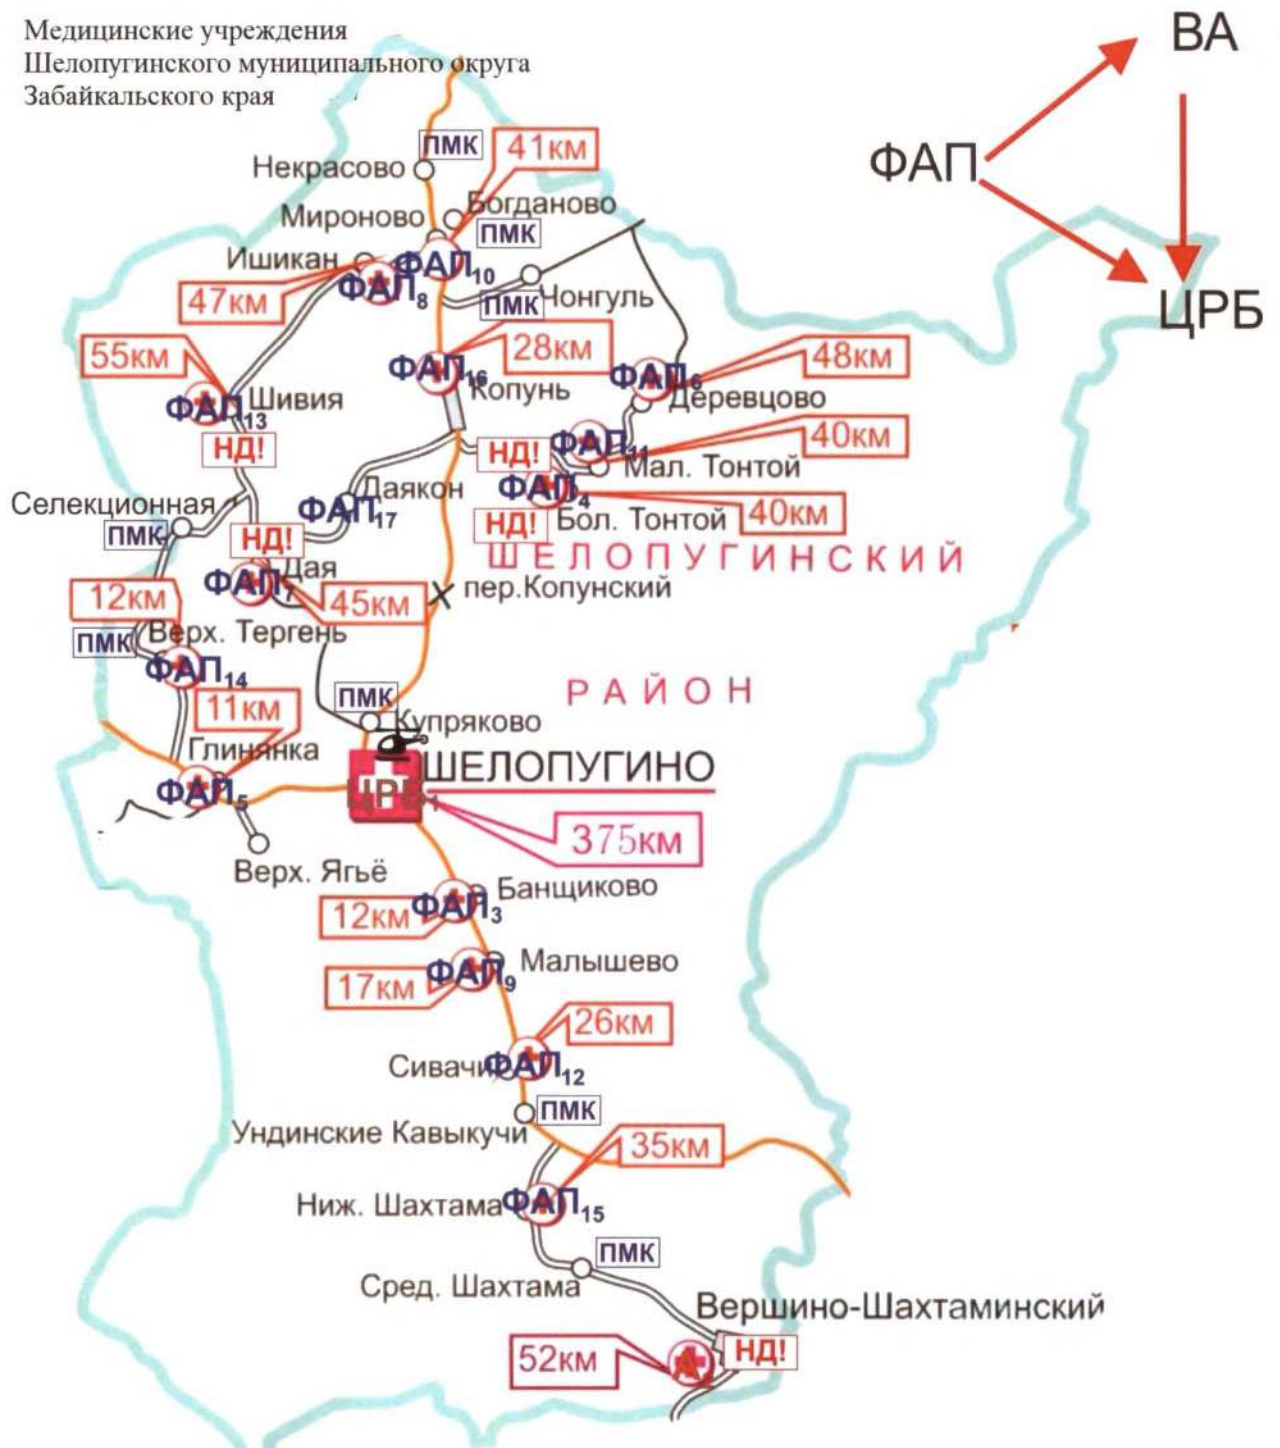 Медицинские учреждения
Шелопугинского муниципального округа
Забайкальского края
ВА
ФАП
ЦРБ
ПМК
41км
Некрасово
Богданово
Мироново
ПМК
Ишикан
ФАП10
ФАП8
47км
Чонгуль
ПМК
55км
28км
48км
ФАП16
ФАП6
Копунь
Деревцово
Шивия
ФАП13
НД!
40км
ФАП11
НД!
Мал. Тонтой
Даякон
ФАП4
Селекционная
ФАП17
40км
Бол. Тонтой
НД!
ПМК
НД!
ШЕЛОПУГИНСКИЙ
Дая
ФАП7
пер.Копунский
12км
45км
Верх. Тергень
ПМК
ФАП14
РАЙОН
ПМК
11км
Купряково
Глинянка
ШЕЛОПУГИНО
ФАП5
ЦРБ1
375км
Верх. Ягьё
Банщиково
12км
ФАП3
Малышево
ФАП9
17км
26км
Сивачи
ФАП12
ПМК
Ундинские Кавыкучи
35км
Ниж. Шахтама
ФАП15
ПМК
Сред. Шахтама
Вершино-Шахтаминский
52км
НД!